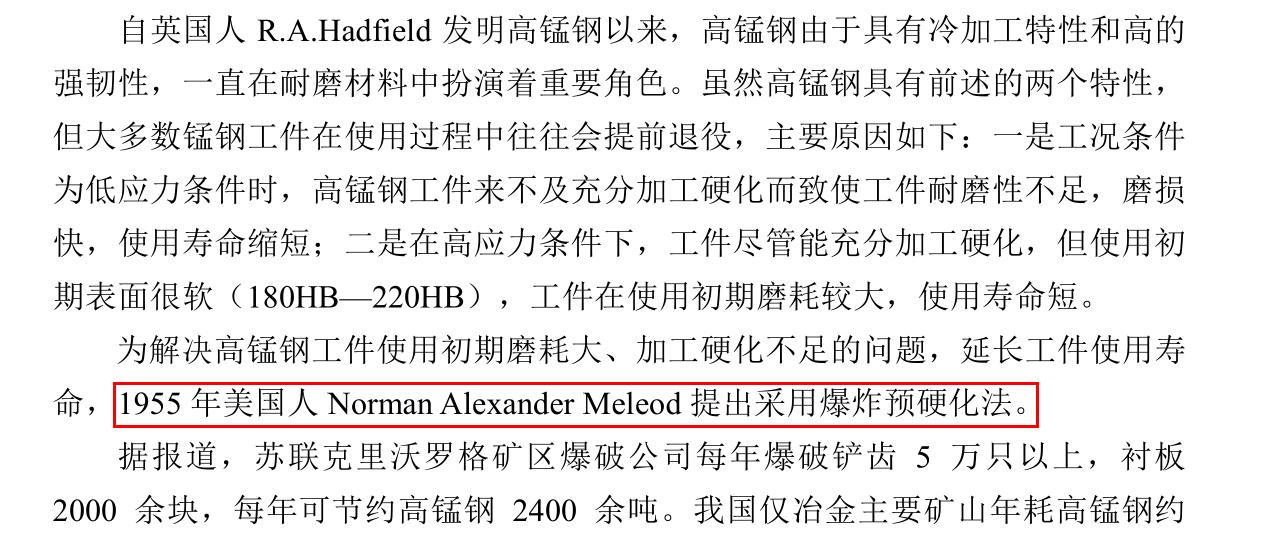 自英国人 R.A.Hadfield 发明高锰钢以来，高锰钢由于具有冷加工特性和高的
强韧性，一直在耐磨材料中扮演着重要角色。虽然高锰钢具有前述的两个特性，
但大多数锰钢工件在使用过程中往往会提前退役，主要原因如下：一是工况条件
为低应力条件时，高锰钢工件来不及充分加工硬化而致使工件耐磨性不足，磨损
快，使用寿命缩短；二是在高应力条件下，工件尽管能充分加工硬化，但使用初
期表面很软（180HB—220HB），工件在使用初期磨耗较大，使用寿命短。
为解决高锰钢工件使用初期磨耗大、加工硬化不足的问题，延长工件使用寿
命，1955 年美国人 Norman Alexander Meleod 提出采用爆炸预硬化法。
据报道，苏联克里沃罗格矿区爆破公司每年爆破铲齿 5 万只以上，衬板
2000 余块，每年可节约高锰钢 2400 余吨。我国仅冶金主要矿山年耗高锰钢约